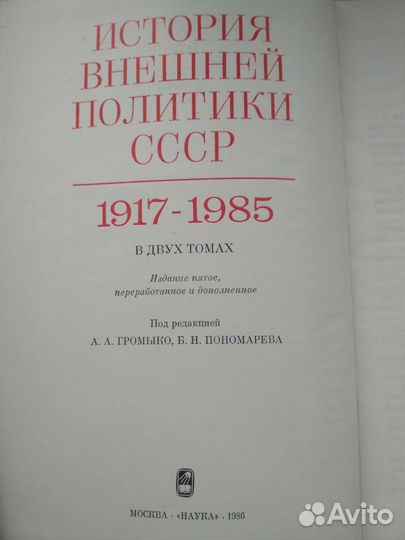 ИСТОРИЯ
ВНЕШНЕЙ
ПОЛИТИКИ
СССР
1917-1985
В ДВУХ ТОМАХ
Издание пятое,
переработанное и дополненное
Под редакцией
А. А. ГРОМЫКО, Б. Н. ПОНОМАРЕВА
МОСКВА · «НАУКА» · 1986
Avito